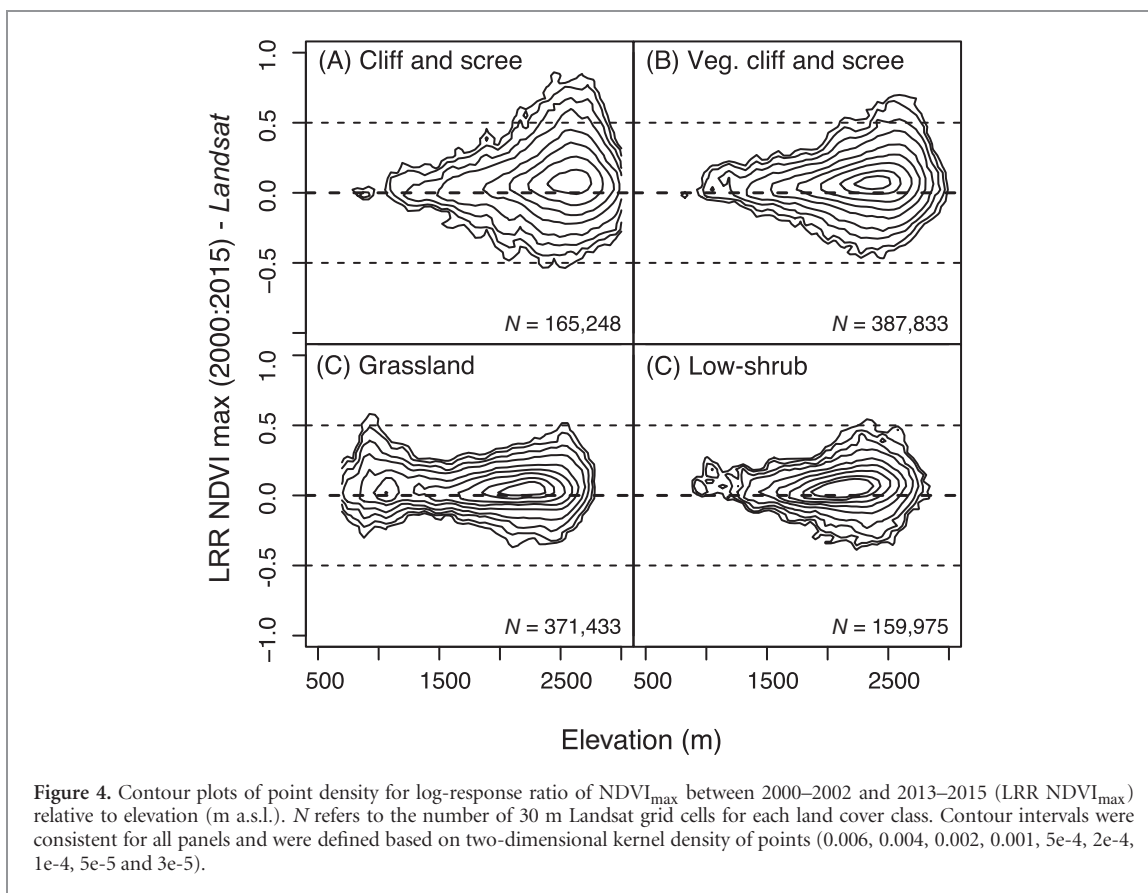 LRR NDVI max (2000:2015) - Landsat
1.0
0.5
0.0
−0.5
(A) Cliff and scree
N = 165,248
(B) Veg. cliff and scree
N = 387,833
1.0
0.5
0.0
-0.5
−1.0
(C) Grassland
N = 371,433
(C) Low-shrub
N = 159,975
500 1500 2500 500 1500 2500
Elevation (m)
Figure 4. Contour plots of point density for log-response ratio of NDVImax between 2000–2002 and 2013–2015 (LRR NDVImax)
relative to elevation (m a.s.l.). N refers to the number of 30 m Landsat grid cells for each land cover class. Contour intervals were
consistent for all panels and were defined based on two-dimensional kernel density of points (0.006, 0.004, 0.002, 0.001, 5e-4, 2e-4,
1e-4, 5e-5 and 3e-5).